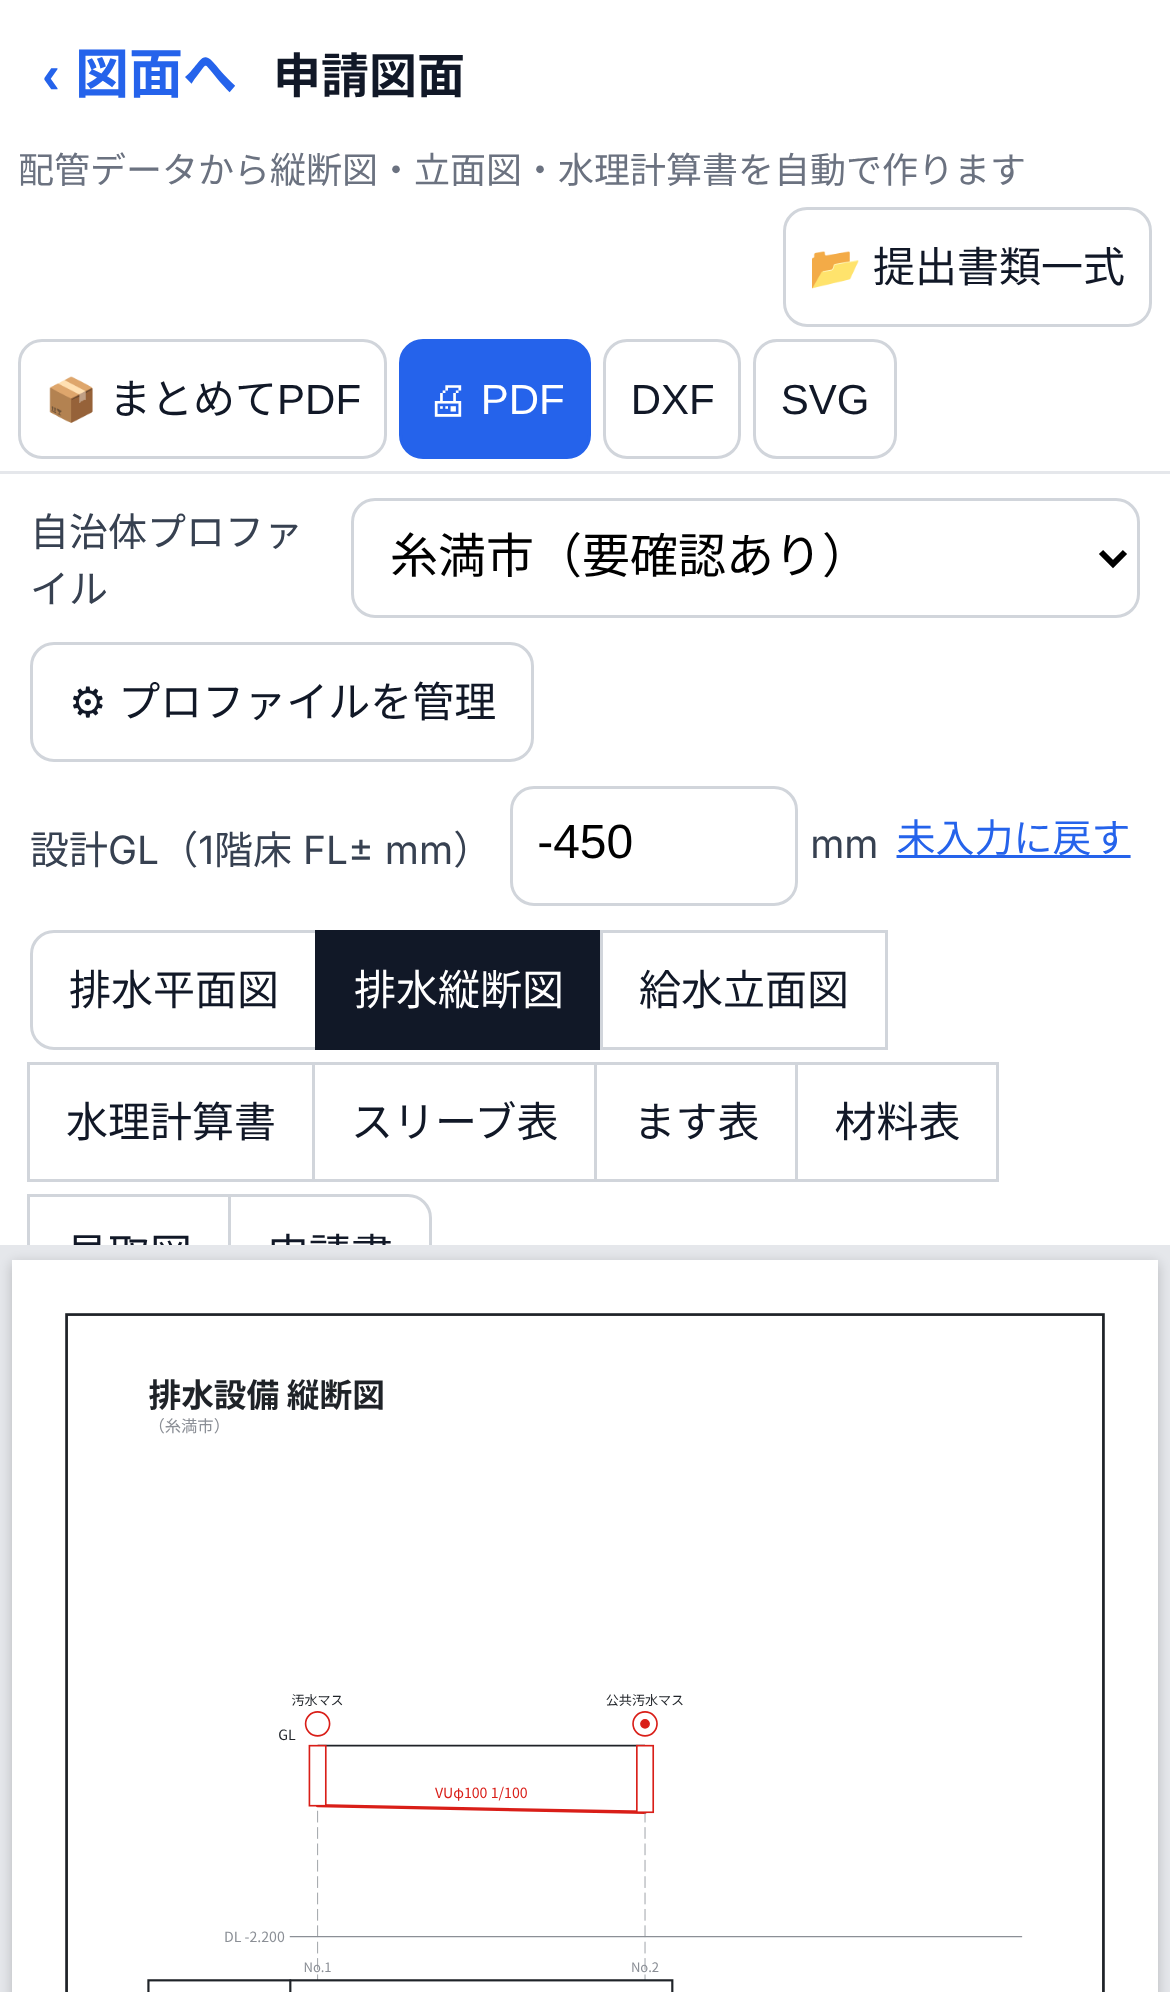 ‹ 図面へ 申請図面
配管データから縦断図・立面図・水理計算書を自動で作ります
📂 提出書類一式
📦 まとめてPDF 🖨 PDF DXF SVG
自治体プロファイル 糸満市（要確認あり）
⚙ プロファイルを管理
設計GL（1階床 FL± mm） -450 mm 未入力に戻す
排水平面図 排水縦断図 給水立面図
水理計算書 スリーブ表 ます表 材料表
排水設備 縦断図
（糸満市）
汚水マス 公共汚水マス
GL
VUφ100 1/100
DL -2.200
No.1 No.2